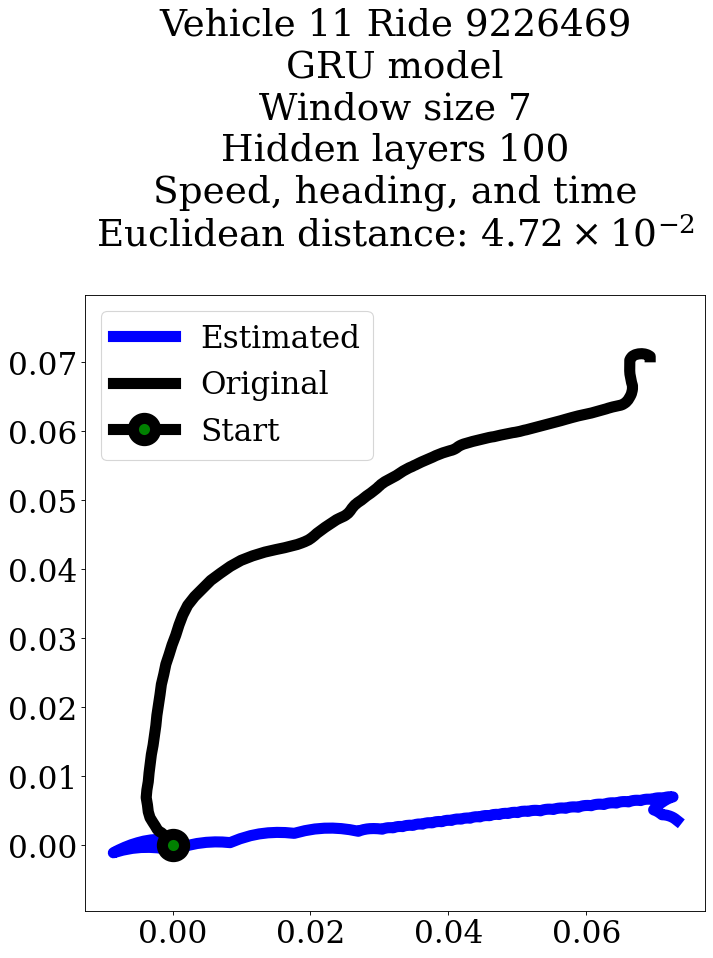 Vehicle 11 Ride 9226469
GRU model
Window size 7
Hidden layers 100
Speed, heading, and time
Euclidean distance: 4.72 × 10⁻²
Estimated
Original
Start
0.07
0.06
0.05
0.04
0.03
0.02
0.01
0.00
0.00 0.02 0.04 0.06